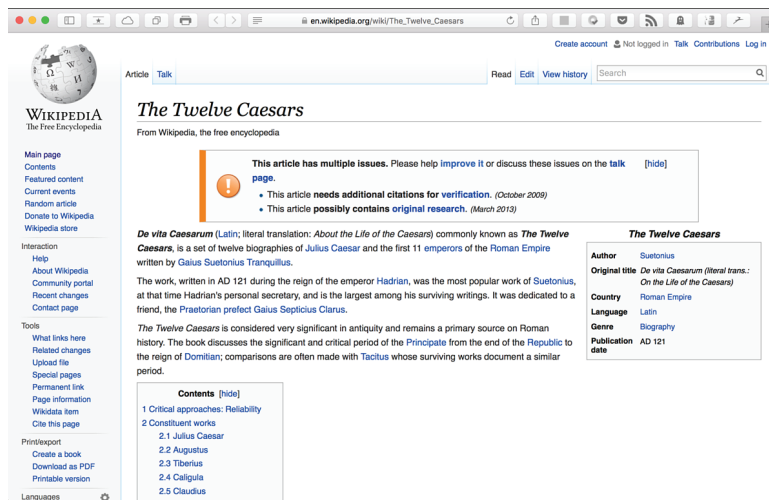 en.wikipedia.org/wiki/The_Twelve_Caesars
Create account Not logged in Talk Contributions Log in
Article Talk Read Edit View history Search
WIKIPEDIA
The Free Encyclopedia
Main page
Contents
Featured content
Current events
Random article
Donate to Wikipedia
Wikipedia store
Interaction
Help
About Wikipedia
Community portal
Recent changes
Contact page
Tools
What links here
Related changes
Upload file
Special pages
Permanent link
Page information
Wikidata item
Cite this page
Print/export
Create a book
Download as PDF
Printable version
Languages
The Twelve Caesars
From Wikipedia, the free encyclopedia
This article has multiple issues. Please help improve it or discuss these issues on the talk [hide]
page.
• This article needs additional citations for verification. (October 2009)
• This article possibly contains original research. (March 2013)
De vita Caesarum (Latin; literal translation: About the Life of the Caesars) commonly known as The Twelve
Caesars, is a set of twelve biographies of Julius Caesar and the first 11 emperors of the Roman Empire
written by Gaius Suetonius Tranquillus.
The work, written in AD 121 during the reign of the emperor Hadrian, was the most popular work of Suetonius,
at that time Hadrian's personal secretary, and is the largest among his surviving writings. It was dedicated to a
friend, the Praetorian prefect Gaius Septicius Clarus.
The Twelve Caesars is considered very significant in antiquity and remains a primary source on Roman
history. The book discusses the significant and critical period of the Principate from the end of the Republic to
the reign of Domitian; comparisons are often made with Tacitus whose surviving works document a similar
period.
The Twelve Caesars
Author Suetonius
Original title De vita Caesarum (literal trans.:
On the Life of the Caesars)
Country Roman Empire
Language Latin
Genre Biography
Publication AD 121
date
Contents [hide]
1 Critical approaches: Reliability
2 Constituent works
2.1 Julius Caesar
2.2 Augustus
2.3 Tiberius
2.4 Caligula
2.5 Claudius